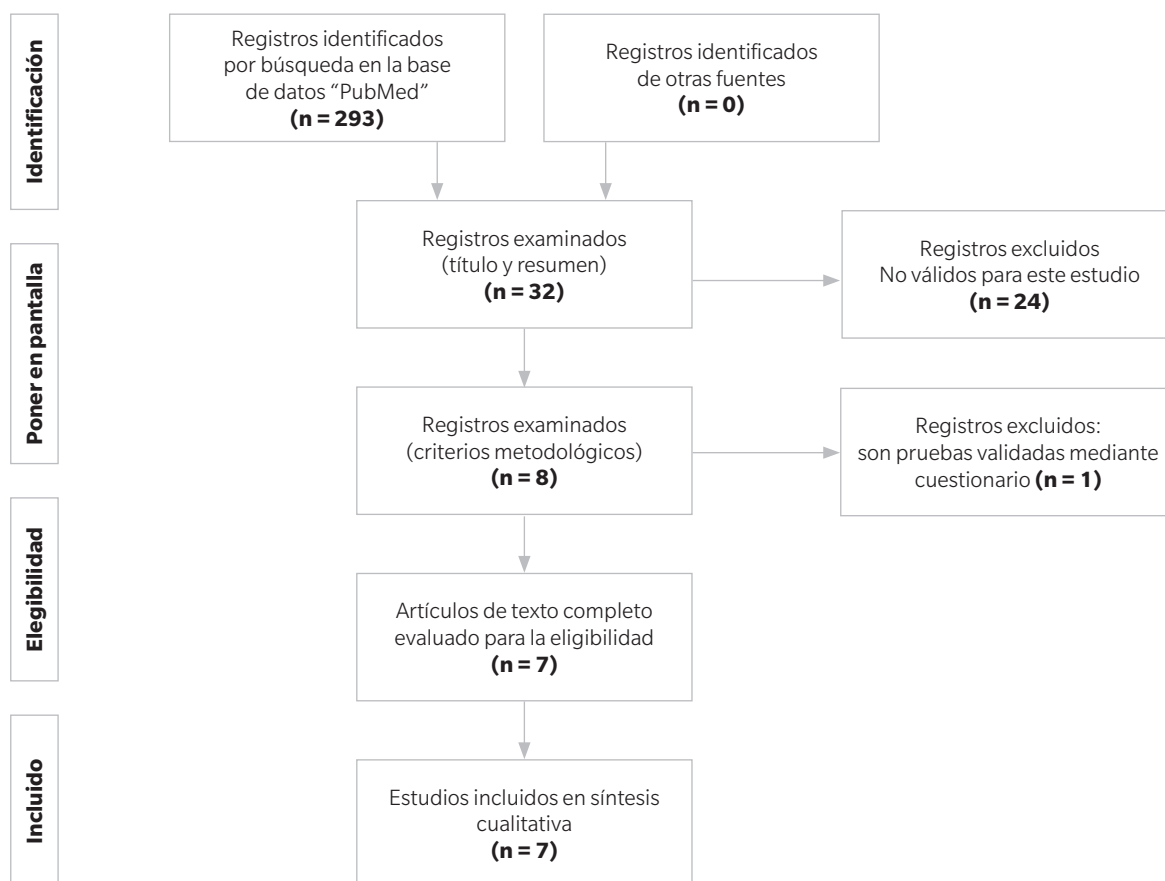 Identificación
Registros identificados
por búsqueda en la base
de datos “PubMed”
(n = 293)
Registros identificados
de otras fuentes
(n = 0)
Poner en pantalla
Registros examinados
(título y resumen)
(n = 32)
Registros excluidos
No válidos para este estudio
(n = 24)
Registros examinados
(criterios metodológicos)
(n = 8)
Registros excluidos:
son pruebas validadas mediante
cuestionario (n = 1)
Elegibilidad
Artículos de texto completo
evaluado para la eligibilidad
(n = 7)
Incluido
Estudios incluidos en síntesis
cualitativa
(n = 7)